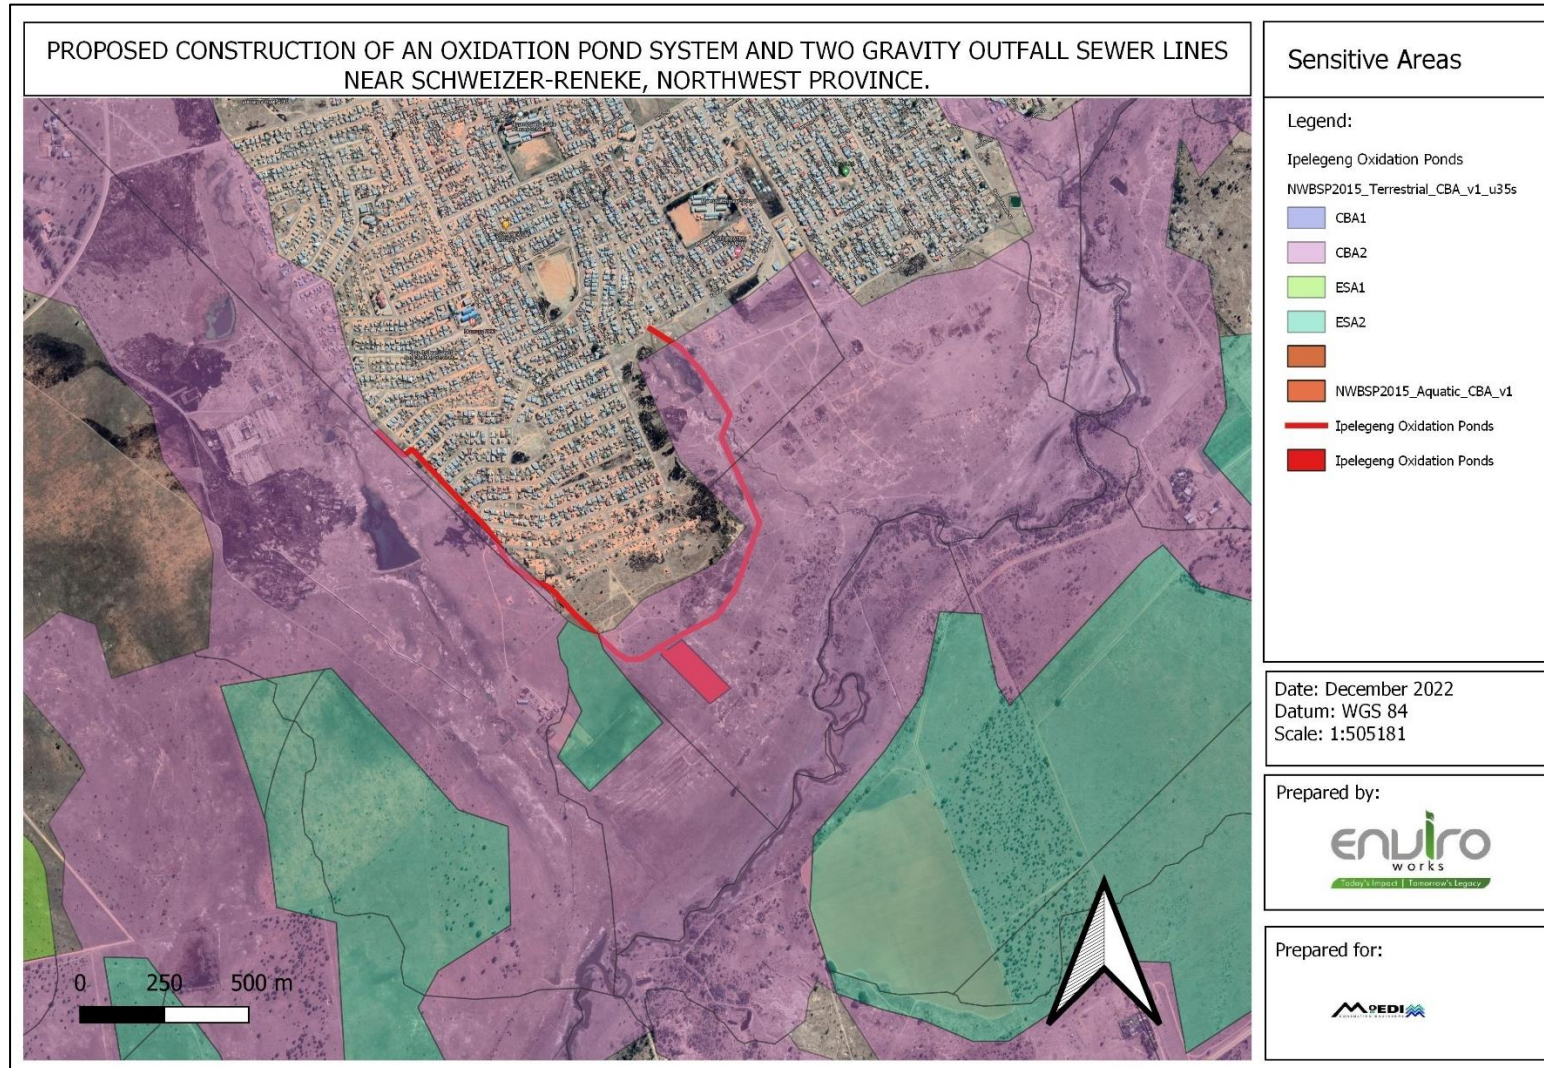 PROPOSED CONSTRUCTION OF AN OXIDATION POND SYSTEM AND TWO GRAVITY OUTFALL SEWER LINES
NEAR SCHWEIZER-RENEKE, NORTHWEST PROVINCE.
Sensitive Areas
Legend:
Ipelegeng Oxidation Ponds
NWBSP2015_Terrestrial_CBA_v1_u35s
CBA1
CBA2
ESA1
ESA2
NWBSP2015_Aquatic_CBA_v1
Ipelegeng Oxidation Ponds
Ipelegeng Oxidation Ponds
Date: December 2022
Datum: WGS 84
Scale: 1:505181
Prepared by:
enviro
works
Today's Impact | Tomorrow's Legacy
Prepared for:
MOEDI
0 250 500 m